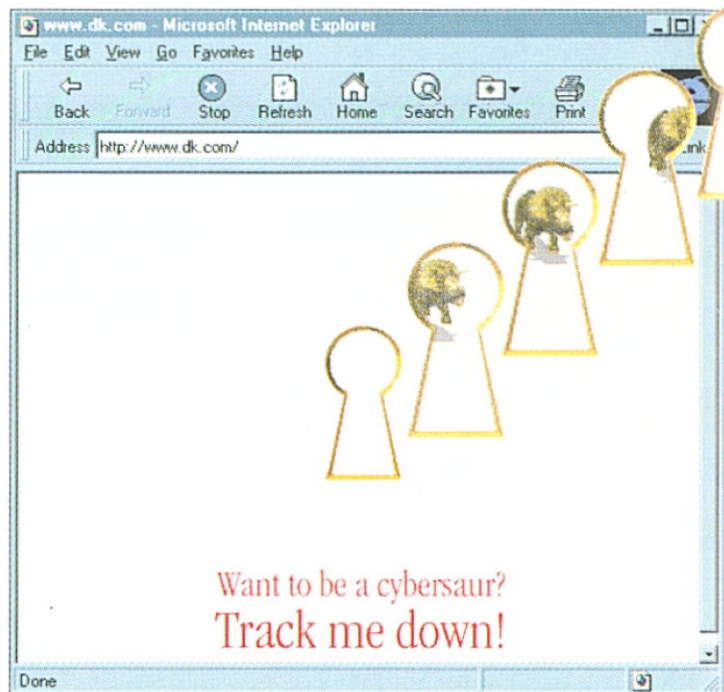 www.dk.com - Microsoft Internet Explorer
File Edit View Go Favorites Help
Back Forward Stop Refresh Home Search Favorites Print
Address http://www.dk.com/
Want to be a cybersaur?
Track me down!
Done